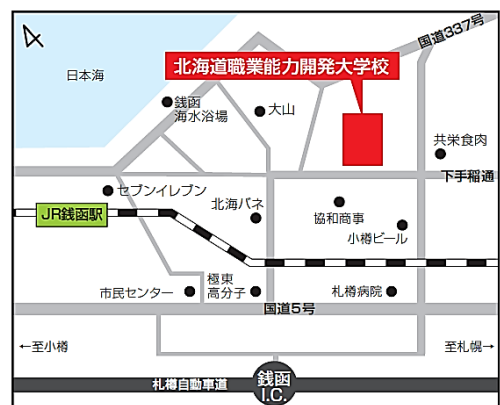 国道337号
日本海
北海道職業能力開発大学校
銭函
海水浴場
大山
共栄食肉
下手稲通
セブンイレブン
北海バネ
協和商事
小樽ビール
JR銭函駅
市民センター
極東
高分子
札樽病院
国道5号
←至小樽
至札幌→
札樽自動車道
銭函
I.C.